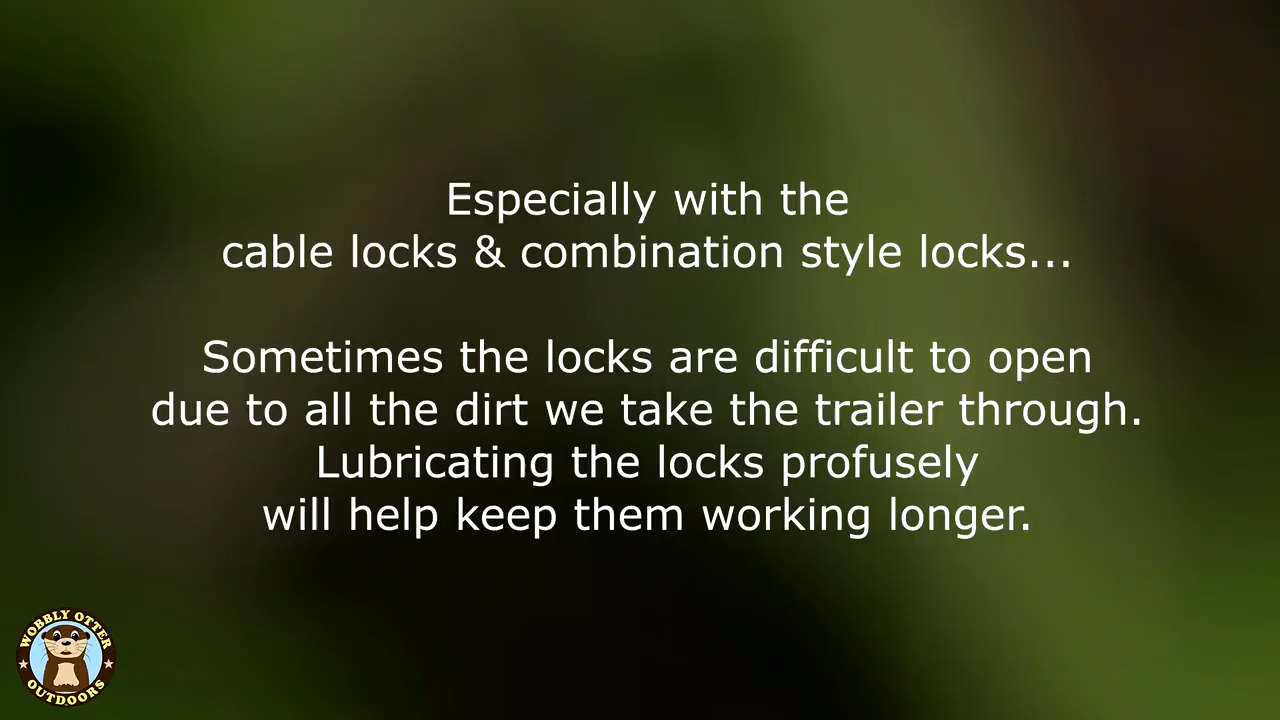 Especially with the
cable locks & combination style locks...
Sometimes the locks are difficult to open
due to all the dirt we take the trailer through.
Lubricating the locks profusely
will help keep them working longer.
WOBBLY OTTER
OUTDOORS